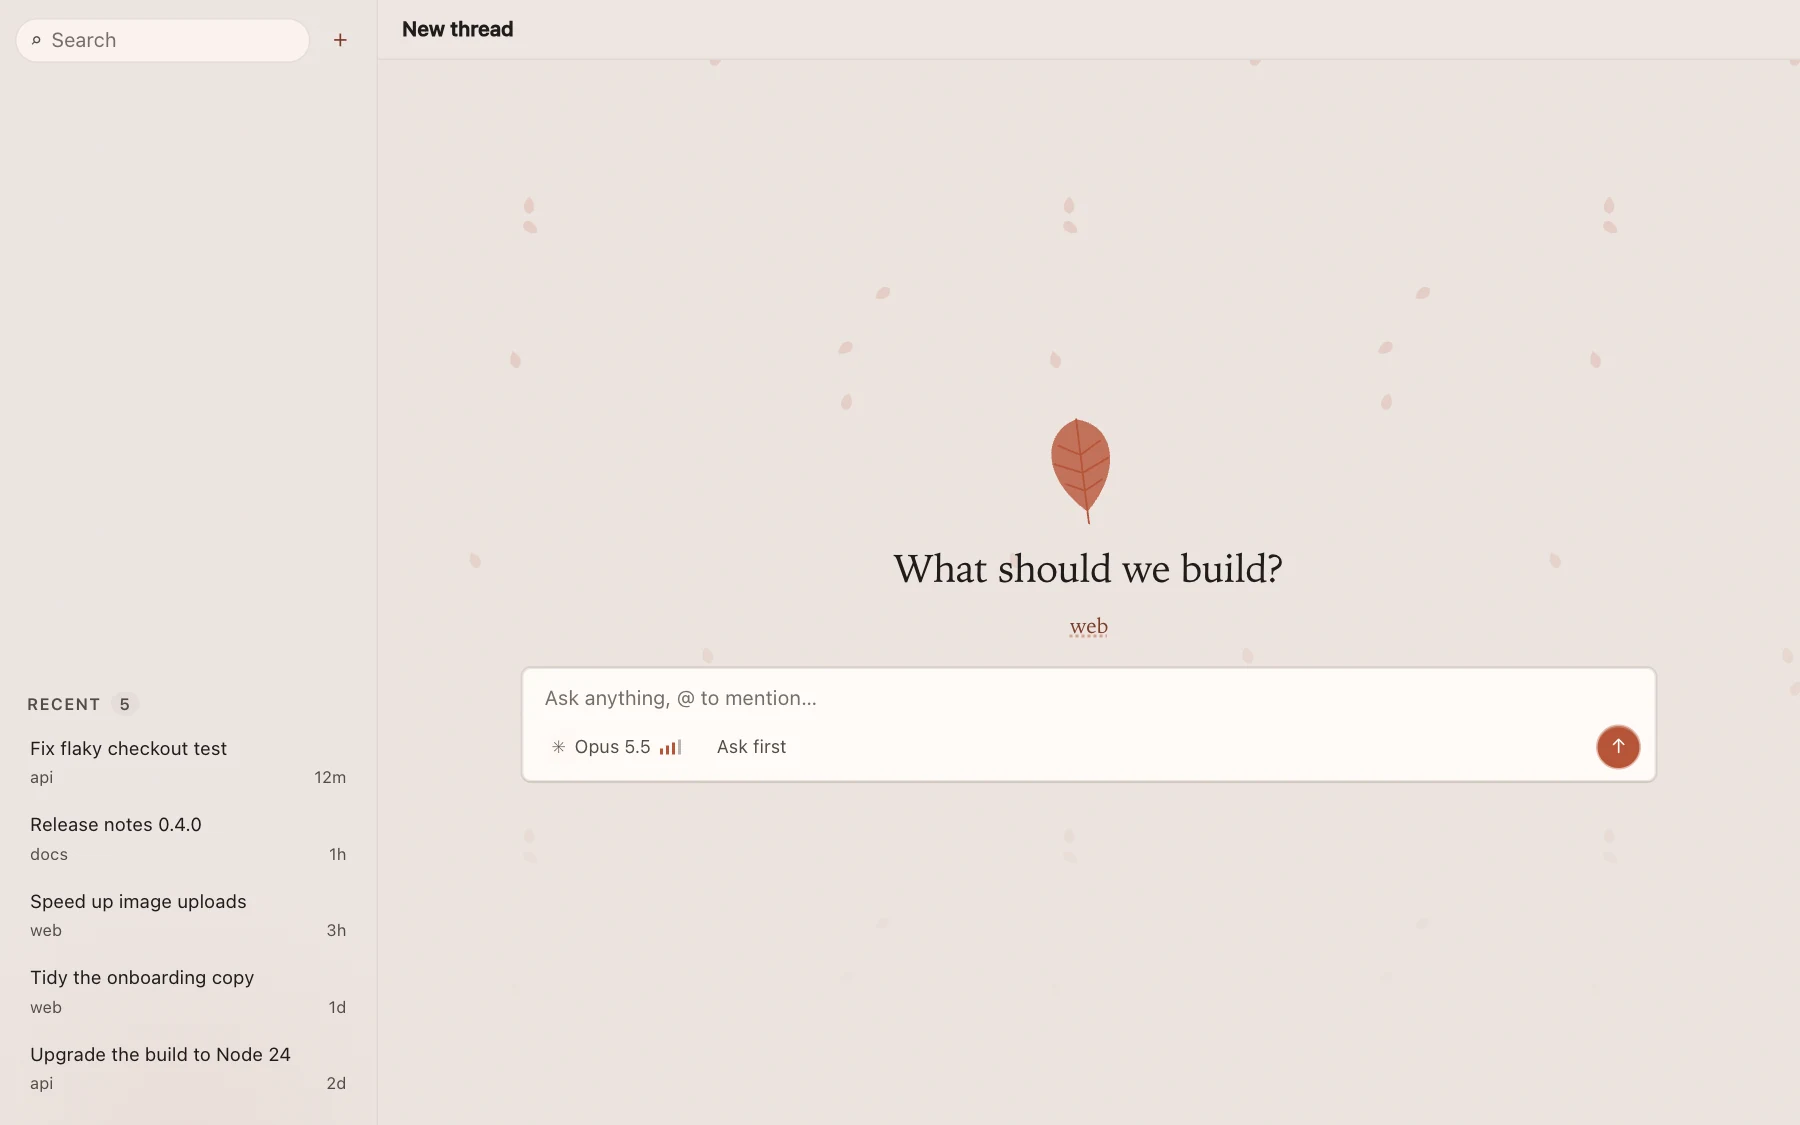 Search
+
New thread
What should we build?
web
Ask anything, @ to mention...
Opus 5.5
Ask first
RECENT 5
Fix flaky checkout test
api 12m
Release notes 0.4.0
docs 1h
Speed up image uploads
web 3h
Tidy the onboarding copy
web 1d
Upgrade the build to Node 24
api 2d